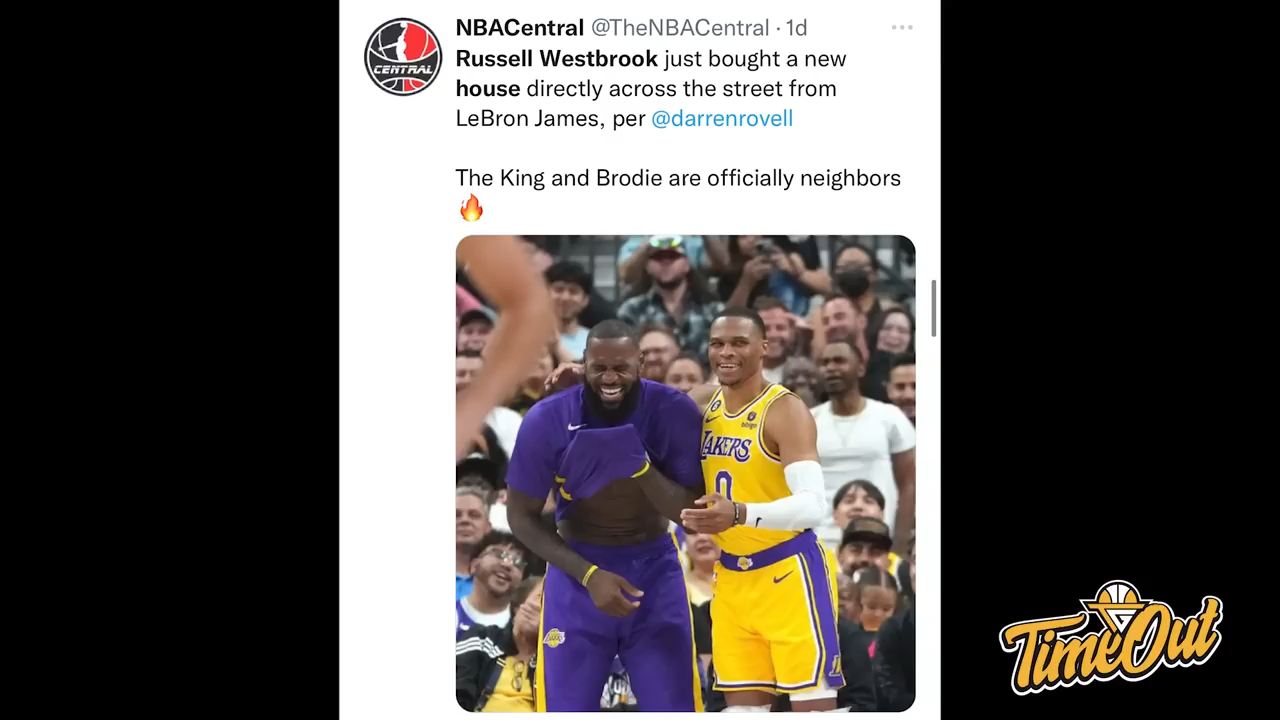 NBACentral @TheNBACentral · 1d
CENTRAL
Russell Westbrook just bought a new
house directly across the street from
LeBron James, per @darrenrovell
The King and Brodie are officially neighbors
🔥
LAKERS
bibigo
0
TimeOut